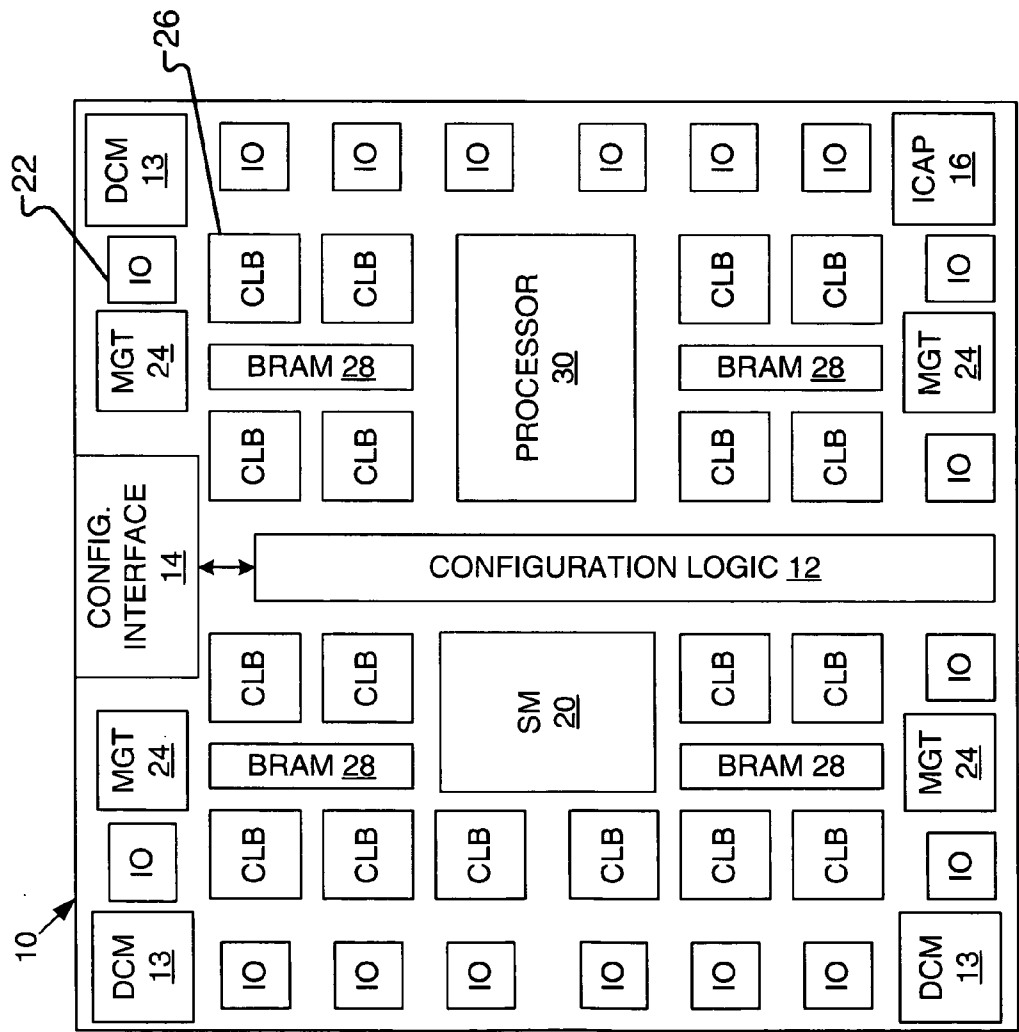 10
22
26
DCM
13
IO
MGT
24
CONFIG.
INTERFACE
14
MGT
24
IO
DCM
13
IO
CLB
BRAM 28
CLB
CLB
BRAM 28
CLB
IO
IO
CLB
CLB
CLB
CLB
IO
IO
CLB
SM
20
CONFIGURATION LOGIC 12
PROCESSOR
30
IO
IO
CLB
IO
IO
CLB
BRAM 28
CLB
CLB
BRAM 28
CLB
IO
IO
CLB
CLB
CLB
CLB
IO
DCM
13
IO
MGT
24
IO
IO
MGT
24
IO
ICAP
16